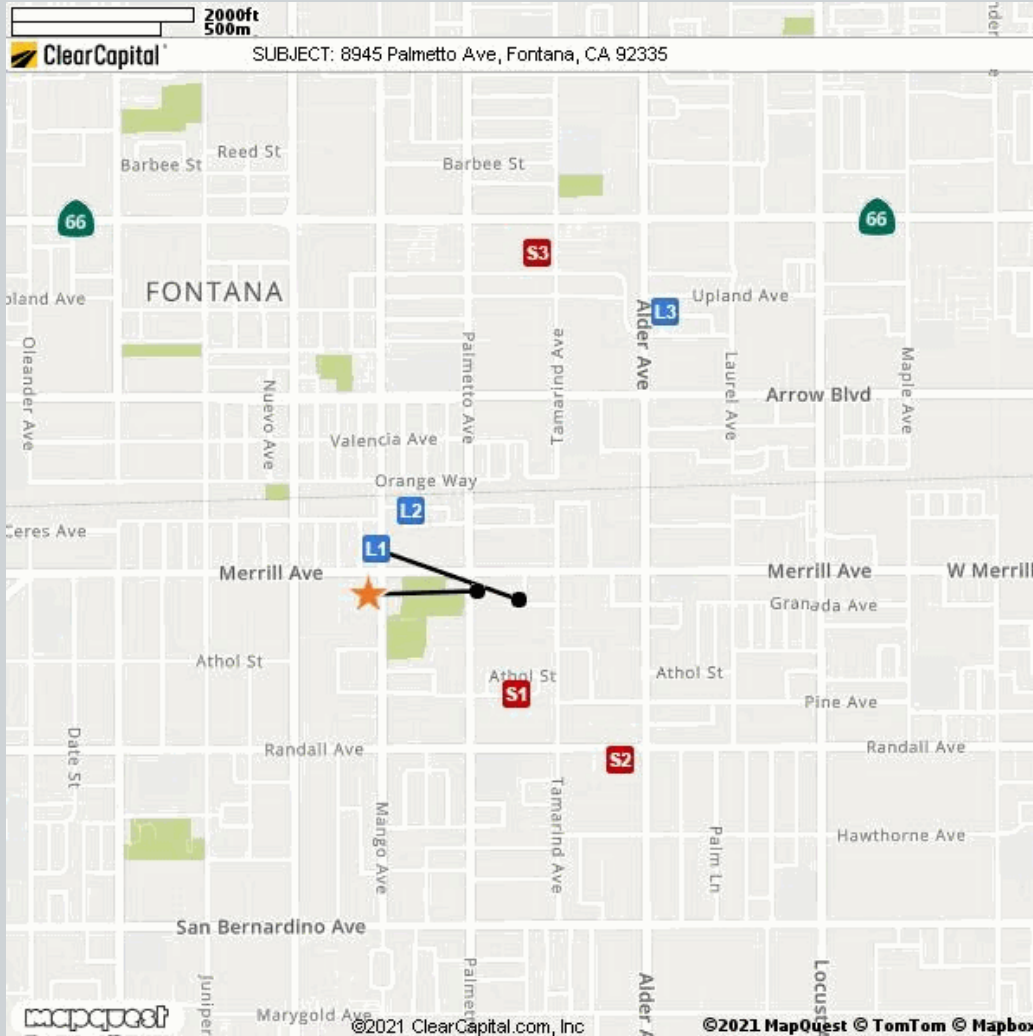 2000ft
500m
ClearCapital
SUBJECT: 8945 Palmetto Ave, Fontana, CA 92335
Reed St
Barbee St
Barbee St
66
66
S3
FONTANA
Upland Ave
L3
Alder Ave
Oleander Ave
Palmetto Ave
Tamarind Ave
Laurel Ave
Maple Ave
Nuevo Ave
Arrow Blvd
Valencia Ave
Orange Way
L2
Ceres Ave
L1
Merrill Ave
Merrill Ave
W Merrill
Granada Ave
Athol St
Athol St
Athol St
S1
Pine Ave
Date St
Randall Ave
Randall Ave
S2
Mango Ave
Tamarind Ave
Palm Ln
Hawthorne Ave
San Bernardino Ave
Juniper
Palmett
Alder A
Locust
mapquest
Marygold Ave
©2021 ClearCapital.com, Inc
©2021 MapQuest © TomTom © Mapbo